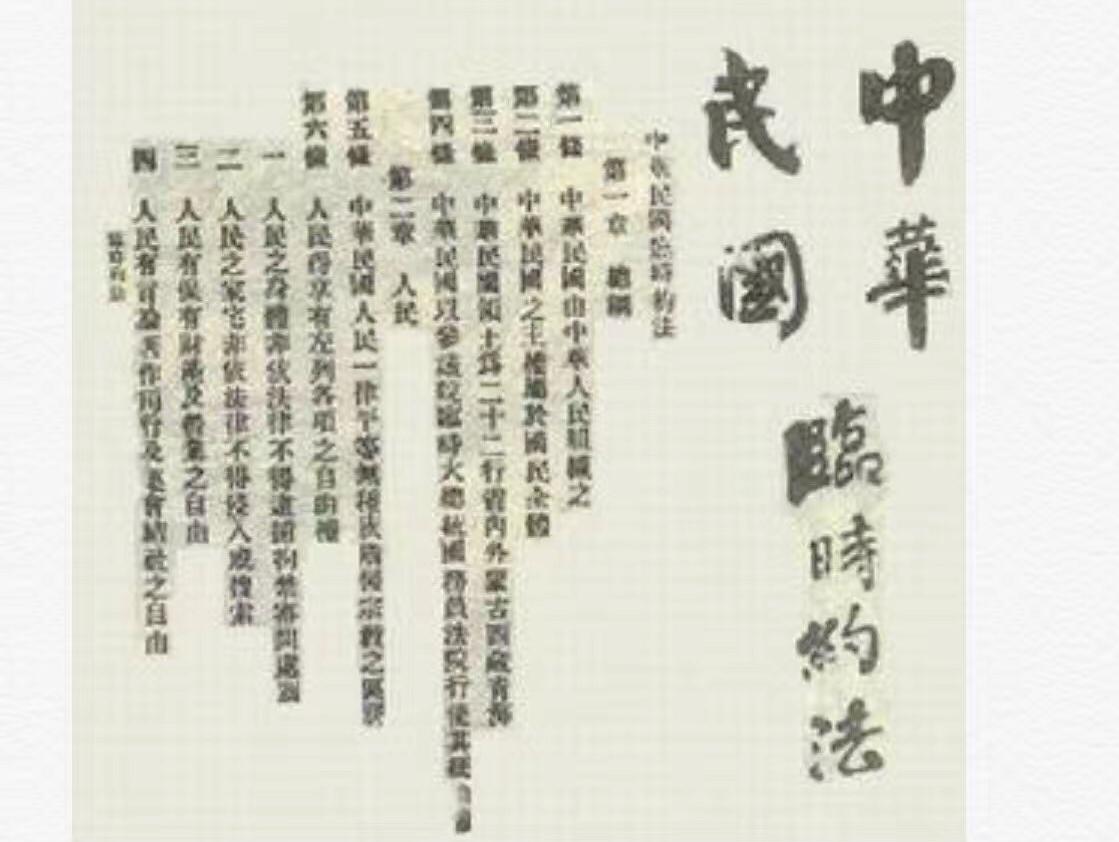 中華
民國
臨時約法
中華民國臨時約法
第一章 總綱
第一條 中華民國由中華人民組織之
第二條 中華民國之主權屬於國民全體
第三條 中華民國領土為二十二行省內外蒙古西藏青海
第四條 中華民國以參議院臨時大總統國務員法院行使其統
第二章 人民
第五條 中華民國人民一律平等無種族階級宗教之區別
第六條 人民得享有左列各項之自由權
一 人民之身體非依法律不得逮捕拘禁審問處罰
二 人民之家宅非依法律不得侵入或搜索
三 人民有保有財產及營業之自由
四 人民有言論著作刊行及集會結社之自由